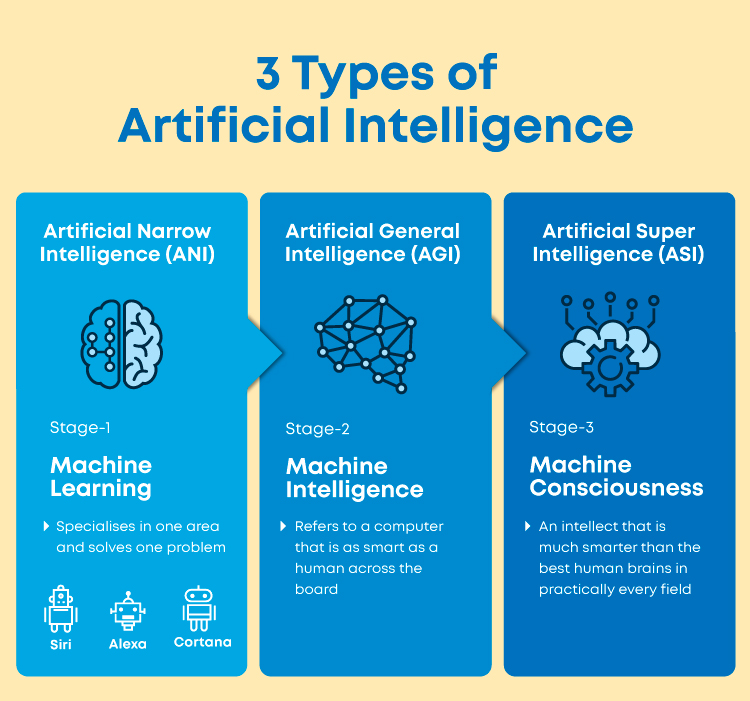 3 Types of
Artificial Intelligence
Artificial Narrow
Intelligence (ANI)
Stage-1
Machine
Learning
Specialises in one area
and solves one problem
Siri
Alexa
Cortana
Artificial General
Intelligence (AGI)
Stage-2
Machine
Intelligence
Refers to a computer
that is as smart as a
human across the
board
Artificial Super
Intelligence (ASI)
Stage-3
Machine
Consciousness
An intellect that is
much smarter than the
best human brains in
practically every field